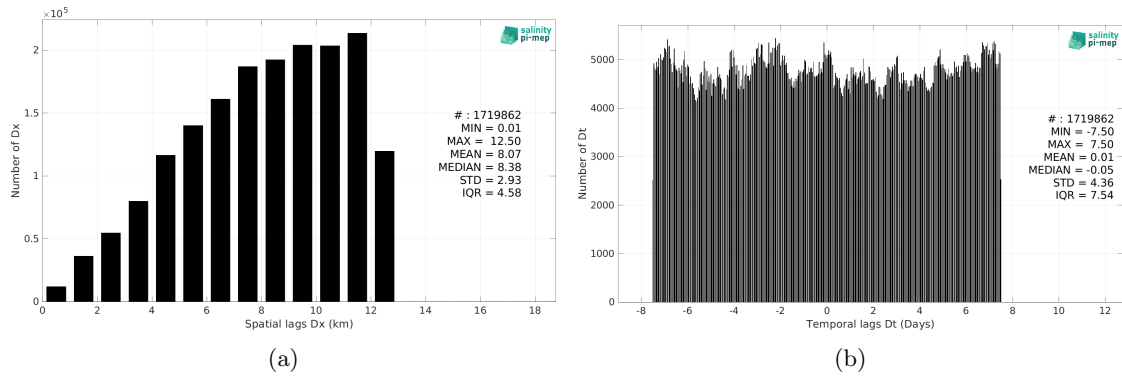 ×10^5
salinity
pi-mep
2
1.5
1
0.5
0
Number of Dx
# : 1719862
MIN = 0.01
MAX = 12.50
MEAN = 8.07
MEDIAN = 8.38
STD = 2.93
IQR = 4.58
0 2 4 6 8 10 12 14 16 18
Spatial lags Dx (km)
(a)
salinity
pi-mep
5000
4000
3000
2000
1000
0
Number of Dt
# : 1719862
MIN = -7.50
MAX = 7.50
MEAN = 0.01
MEDIAN = -0.05
STD = 4.36
IQR = 7.54
-8 -6 -4 -2 0 2 4 6 8 10 12
Temporal lags Dt (Days)
(b)